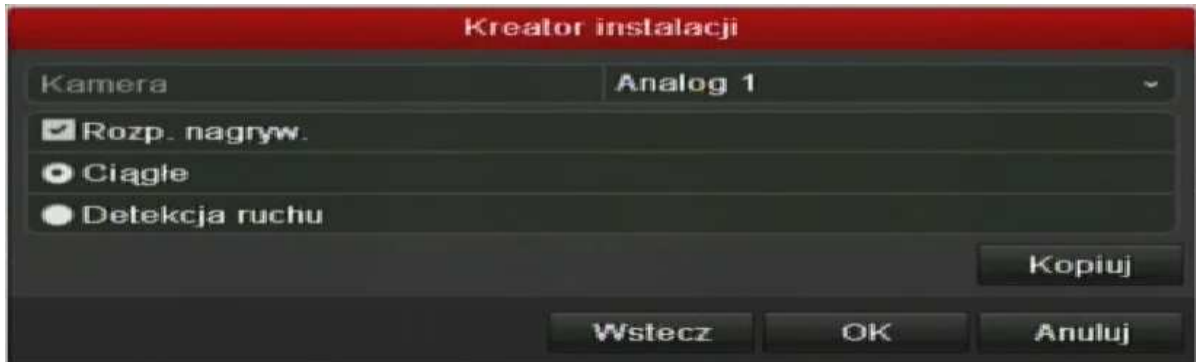 Kreator instalacji
Kamera Analog 1
Rozp. nagryw.
Ciągłe
Detekcja ruchu
Kopiuj
Wstecz OK Anuluj